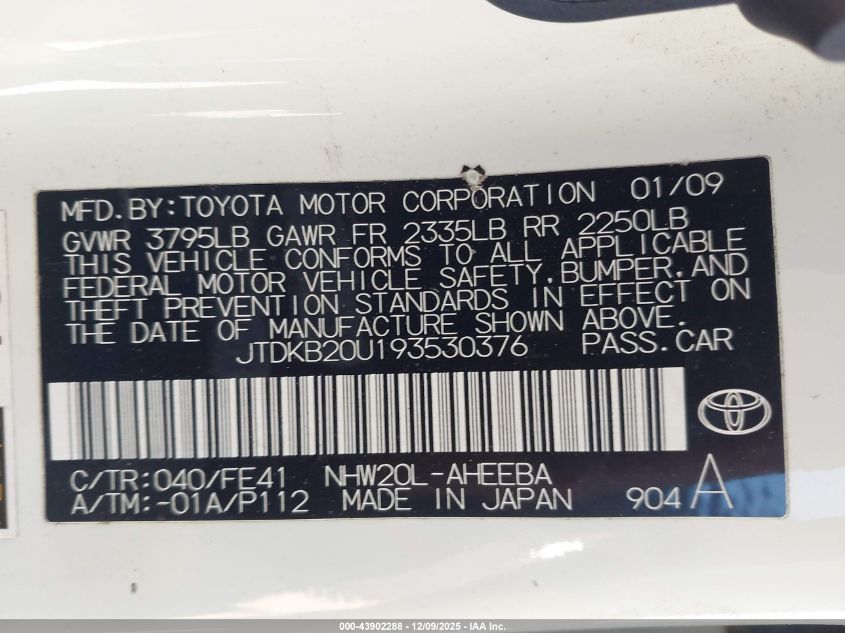 MFD.BY:TOYOTA MOTOR CORPORATION 01/09
GVWR 3795LB GAWR FR 2335LB RR 2250LB
THIS VEHICLE CONFORMS TO ALL APPLICABLE
FEDERAL MOTOR VEHICLE SAFETY,BUMPER,AND
THEFT PREVENTION STANDARDS IN EFFECT ON
THE DATE OF MANUFACTURE SHOWN ABOVE.
JTDKB20U193530376 PASS.CAR
C/TR:040/FE41 NHW20L-AHEEBA
A/TM:-01A/P112 MADE IN JAPAN 904 A
000-43902288 - 12/09/2025 - IAA Inc.